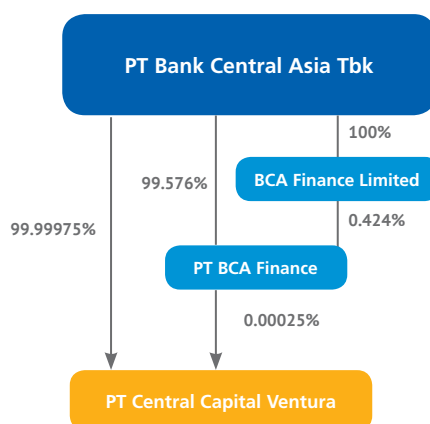 PT Bank Central Asia Tbk
100%
99.576%
BCA Finance Limited
99.99975%
0.424%
PT BCA Finance
0.00025%
PT Central Capital Ventura